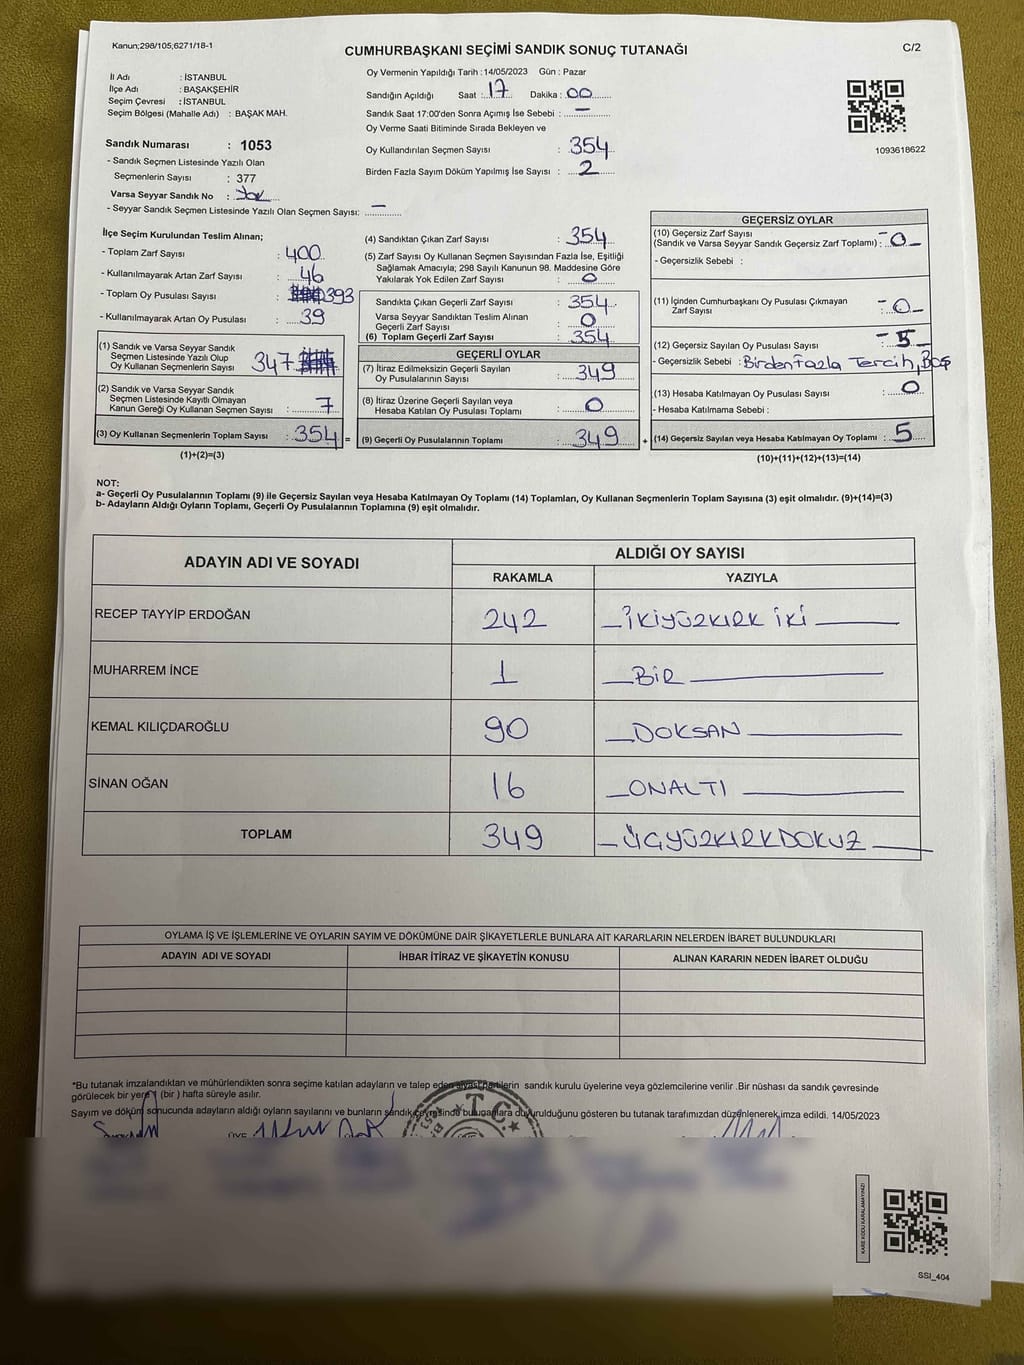 Kanun;298/105,6271/18-1
CUMHURBAŞKANI SEÇİMİ SANDIK SONUÇ TUTANAĞI
C/2
İl Adı : İSTANBUL
İlçe Adı : BAŞAKŞEHİR
Seçim Çevresi : İSTANBUL
Seçim Bölgesi (Mahalle Adı) : BAŞAK MAH.
Sandık Numarası : 1053
- Sandık Seçmen Listesinde Yazılı Olan
Seçmenlerin Sayısı : 377
Varsa Seyyar Sandık No : Yok
- Seyyar Sandık Seçmen Listesinde Yazılı Olan Seçmen Sayısı: —
Oy Vermenin Yapıldığı Tarih : 14/05/2023 Gün : Pazar
Sandığın Açıldığı Saat : 17 Dakika : 00
Sandık Saat 17:00'den Sonra Açımış İse Sebebi : —
Oy Verme Saati Bitiminde Sırada Bekleyen ve
Oy Kullandırılan Seçmen Sayısı : 354
Birden Fazla Sayım Döküm Yapılmış İse Sayısı : 2
1093618622
İlçe Seçim Kurulundan Teslim Alınan;
- Toplam Zarf Sayısı : 400
- Kullanılmayarak Artan Zarf Sayısı : 46
- Toplam Oy Pusulası Sayısı : 393
- Kullanılmayarak Artan Oy Pusulası : 39
(1) Sandık ve Varsa Seyyar Sandık
Seçmen Listesinde Yazılı Olup
Oy Kullanan Seçmenlerin Sayısı 347
(2) Sandık ve Varsa Seyyar Sandık
Seçmen Listesinde Kayıtlı Olmayan
Kanun Gereği Oy Kullanan Seçmen Sayısı : 7
(3) Oy Kullanan Seçmenlerin Toplam Sayısı : 354 =
(1)+(2)=(3)
(4) Sandıktan Çıkan Zarf Sayısı : 354
(5) Zarf Sayısı Oy Kullanan Seçmen Sayısından Fazla İse, Eşitliği
Sağlamak Amacıyla; 298 Sayılı Kanunun 98. Maddesine Göre
Yakılarak Yok Edilen Zarf Sayısı : 0
Sandıkta Çıkan Geçerli Zarf Sayısı : 354
Varsa Seyyar Sandıktan Teslim Alınan
Geçerli Zarf Sayısı : 0
(6) Toplam Geçerli Zarf Sayısı : 354
GEÇERLİ OYLAR
(7) İtiraz Edilmeksizin Geçerli Sayılan
Oy Pusulalarının Sayısı : 349
(8) İtiraz Üzerine Geçerli Sayılan veya
Hesaba Katılan Oy Pusulası Toplamı : 0
(9) Geçerli Oy Pusulalarının Toplamı : 349 +
GEÇERSİZ OYLAR
(10) Geçersiz Zarf Sayısı
(Sandık ve Varsa Seyyar Sandık Geçersiz Zarf Toplamı) : -0-
- Geçersizlik Sebebi :
(11) İçinden Cumhurbaşkanı Oy Pusulası Çıkmayan
Zarf Sayısı : -0-
(12) Geçersiz Sayılan Oy Pusulası Sayısı : -5-
- Geçersizlik Sebebi : Birden Fazla Tercih, Boş
(13) Hesaba Katılmayan Oy Pusulası Sayısı : 0
- Hesaba Katılmama Sebebi :
(14) Geçersiz Sayılan veya Hesaba Katılmayan Oy Toplamı : 5
(10)+(11)+(12)+(13)=(14)
NOT:
a- Geçerli Oy Pusulalarının Toplamı (9) ile Geçersiz Sayılan veya Hesaba Katılmayan Oy Toplamı (14) Toplamları, Oy Kullanan Seçmenlerin Toplam Sayısına (3) eşit olmalıdır. (9)+(14)=(3)
b- Adayların Aldığı Oyların Toplamı, Geçerli Oy Pusulalarının Toplamına (9) eşit olmalıdır.
ADAYIN ADI VE SOYADI
ALDIĞI OY SAYISI
RAKAMLA YAZIYLA
RECEP TAYYİP ERDOĞAN 242 İKİYÜZKIRK İKİ
MUHARREM İNCE 1 BİR
KEMAL KILIÇDAROĞLU 90 DOKSAN
SİNAN OĞAN 16 ONALTI
TOPLAM 349 ÜÇYÜZKIRKDOKUZ
OYLAMA İŞ VE İŞLEMLERİNE VE OYLARIN SAYIM VE DÖKÜMÜNE DAİR ŞİKAYETLERLE BUNLARA AİT KARARLARIN NELERDEN İBARET BULUNDUKLARI
ADAYIN ADI VE SOYADI İHBAR İTİRAZ VE ŞİKAYETİN KONUSU ALINAN KARARIN NEDEN İBARET OLDUĞU
*Bu tutanak imzalandıktan ve mühürlendikten sonra seçime katılan adayların ve talep eden siyasi partilerin sandık kurulu üyelerine veya gözlemcilerine verilir .Bir nüshası da sandık çevresinde
görülecek bir yere 1 (bir ) hafta süreyle asılır.
Sayım ve döküm sonucunda adayların aldığı oyların sayılarını ve bunların sandık çevresinde bulunanlara duyurulduğunu gösteren bu tutanak tarafımızdan düzenlenerek imza edildi. 14/05/2023
ÜYE
T.C.
KARE KODU KARALAMAYINIZ!
SSI_404